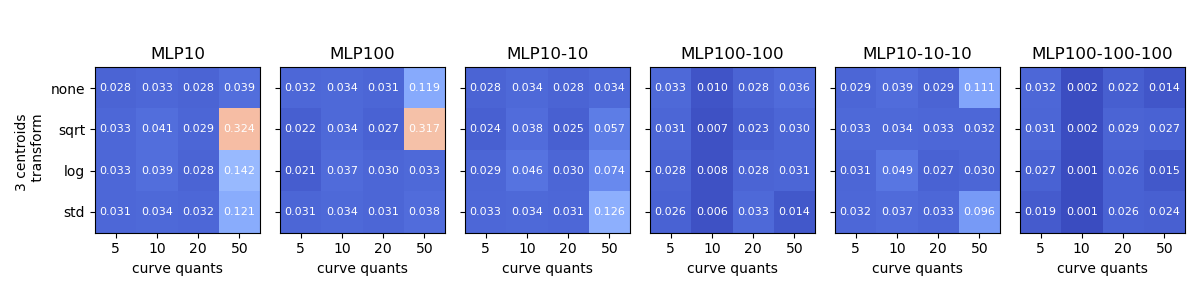 MLP10 MLP100 MLP10-10 MLP100-100 MLP10-10-10 MLP100-100-100
3 centroids
transform
none 0.028 0.033 0.028 0.039 0.032 0.034 0.031 0.119 0.028 0.034 0.028 0.034 0.033 0.010 0.028 0.036 0.029 0.039 0.029 0.111 0.032 0.002 0.022 0.014
sqrt 0.033 0.041 0.029 0.324 0.022 0.034 0.027 0.317 0.024 0.038 0.025 0.057 0.031 0.007 0.023 0.030 0.033 0.034 0.033 0.032 0.031 0.002 0.029 0.027
log 0.033 0.039 0.028 0.142 0.021 0.037 0.030 0.033 0.029 0.046 0.030 0.074 0.028 0.008 0.028 0.031 0.031 0.049 0.027 0.030 0.027 0.001 0.026 0.015
std 0.031 0.034 0.032 0.121 0.031 0.034 0.031 0.038 0.033 0.034 0.031 0.126 0.026 0.006 0.033 0.014 0.032 0.037 0.033 0.096 0.019 0.001 0.026 0.024
5 10 20 50 5 10 20 50 5 10 20 50 5 10 20 50 5 10 20 50 5 10 20 50
curve quants curve quants curve quants curve quants curve quants curve quants